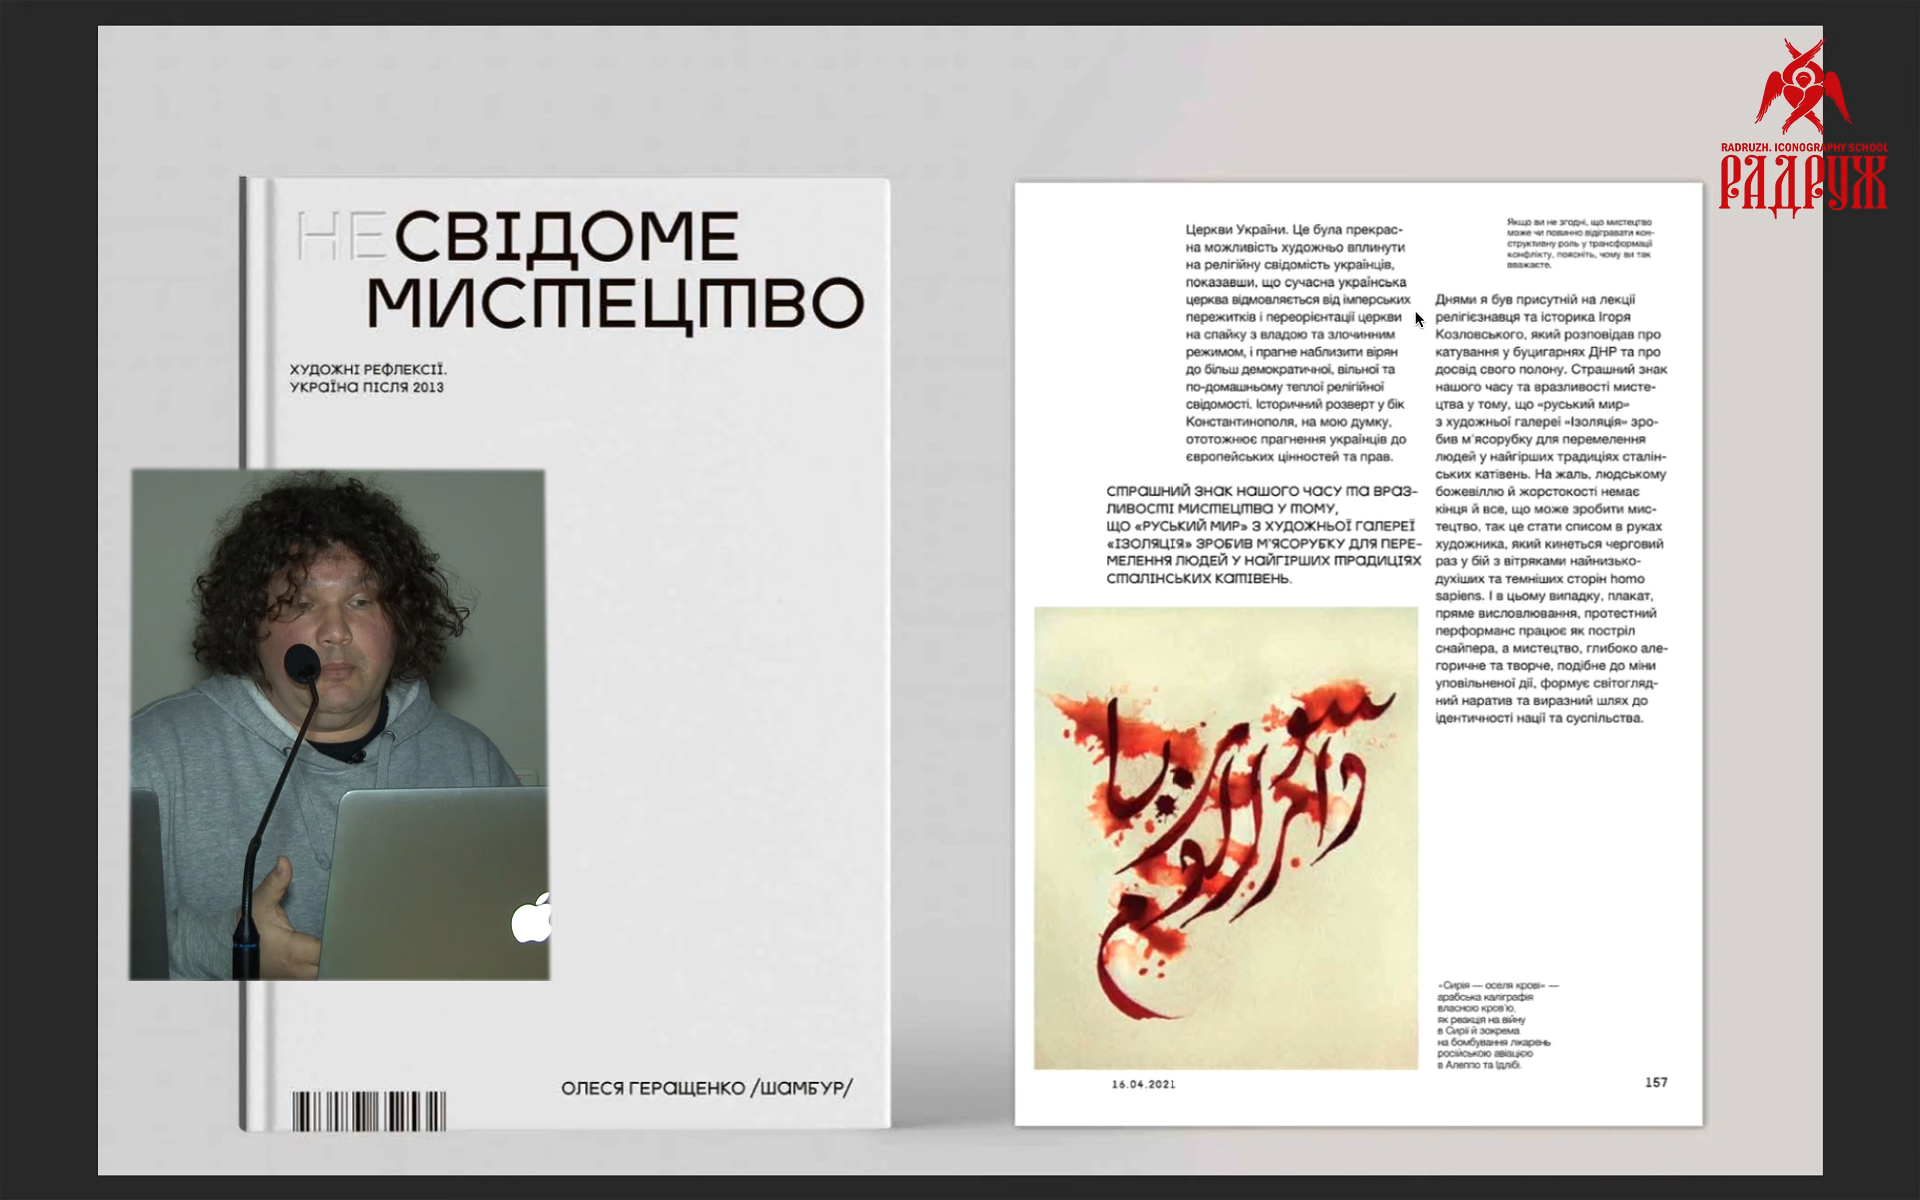 RADRUZH. ICONOGRAPHY SCHOOL
РАДРУЖ
НЕСВІДОМЕ
МИСТЕЦТВО
ХУДОЖНІ РЕФЛЕКСІЇ.
УКРАЇНА ПІСЛЯ 2013
ОЛЕСЯ ГЕРАЩЕНКО /ШАМБУР/
Церкви України. Це була прекрас-
на можливість художньо вплинути
на релігійну свідомість українців,
показавши, що сучасна українська
церква відмовляється від імперських
пережитків і переорієнтації церкви
на спайку з владою та злочинним
режимом, і прагне наблизити вірян
до більш демократичної, вільної та
по-домашньому теплої релігійної
свідомості. Історичний розверт у бік
Константинополя, на мою думку,
ототожнює прагнення українців до
європейських цінностей та прав.
СТРАШНИЙ ЗНАК НАШОГО ЧАСУ ТА ВРАЗ-
ЛИВОСТІ МИСТЕЦТВА У ТОМУ,
ЩО «РУСЬКИЙ МИР» З ХУДОЖНЬОЇ ГАЛЕРЕЇ
«ІЗОЛЯЦІЯ» ЗРОБИВ М'ЯСОРУБКУ ДЛЯ ПЕРЕ-
МЕЛЕННЯ ЛЮДЕЙ У НАЙГІРШИХ ТРАДИЦІЯХ
СТАЛІНСЬКИХ КАТІВЕНЬ.
Якщо ви не згодні, що мистецтво
може чи повинно відігравати кон-
структивну роль у трансформації
конфлікту, поясніть, чому ви так
вважаєте.
Днями я був присутній на лекції
релігієзнавця та історика Ігоря
Козловського, який розповідав про
катування у буцигарнях ДНР та про
досвід свого полону. Страшний знак
нашого часу та вразливості мисте-
цтва у тому, що «руський мир»
з художньої галереї «Ізоляція» зро-
бив м'ясорубку для перемелення
людей у найгірших традиціях сталін-
ських катівень. На жаль, людському
божевіллю й жорстокості немає
кінця й все, що може зробити мис-
тецтво, так це стати списом в руках
художника, який кинеться черговий
раз у бій з вітряками найнизько-
духіших та темніших сторін homo
sapiens. І в цьому випадку, плакат,
пряме висловлювання, протестний
перформанс працює як постріл
снайпера, а мистецтво, глибоко але-
горичне та творче, подібне до міни
уповільненої дії, формує світогляд-
ний наратив та виразний шлях до
ідентичності нації та суспільства.
«Сирія — оселя крові» —
арабська каліграфія
власною кров'ю,
як реакція на війну
в Сирії й зокрема
на бомбування лікарень
російською авіацією
в Алеппо та Ідлібі.
16.04.2021
157